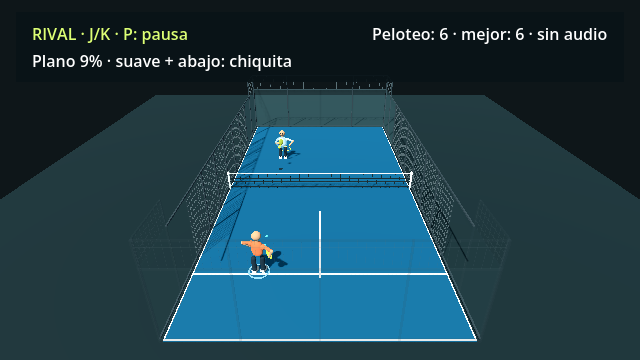 RIVAL · J/K · P: pausa
Peloteo: 6 · mejor: 6 · sin audio
Plano 9% · suave + abajo: chiquita